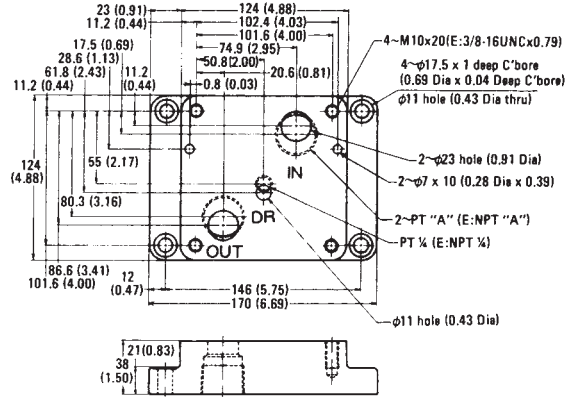 23 (0.91)
124 (4.88)
11.2 (0.44)
102.4 (4.03)
101.6 (4.00)
17.5 (0.69)
74.9 (2.95)
28.6 (1.13)
50.8 (2.00)
61.8 (2.43)
11.2 (0.44)
20.6 (0.81)
11.2 (0.44)
0.8 (0.03)
4~M10x20(E:3/8-16UNCx0.79)
4~φ17.5 x 1 deep C'bore
(0.69 Dia x 0.04 Deep C'bore)
φ11 hole (0.43 Dia thru)
124
(4.88)
55 (2.17)
80.3 (3.16)
IN
DR
OUT
2~φ23 hole (0.91 Dia)
2~φ7 x 10 (0.28 Dia x 0.39)
2~PT "A" (E:NPT "A")
PT ¼ (E:NPT ¼)
86.6 (3.41)
101.6 (4.00)
12
(0.47)
146 (5.75)
170 (6.69)
φ11 hole (0.43 Dia)
21(0.83)
38
(1.50)